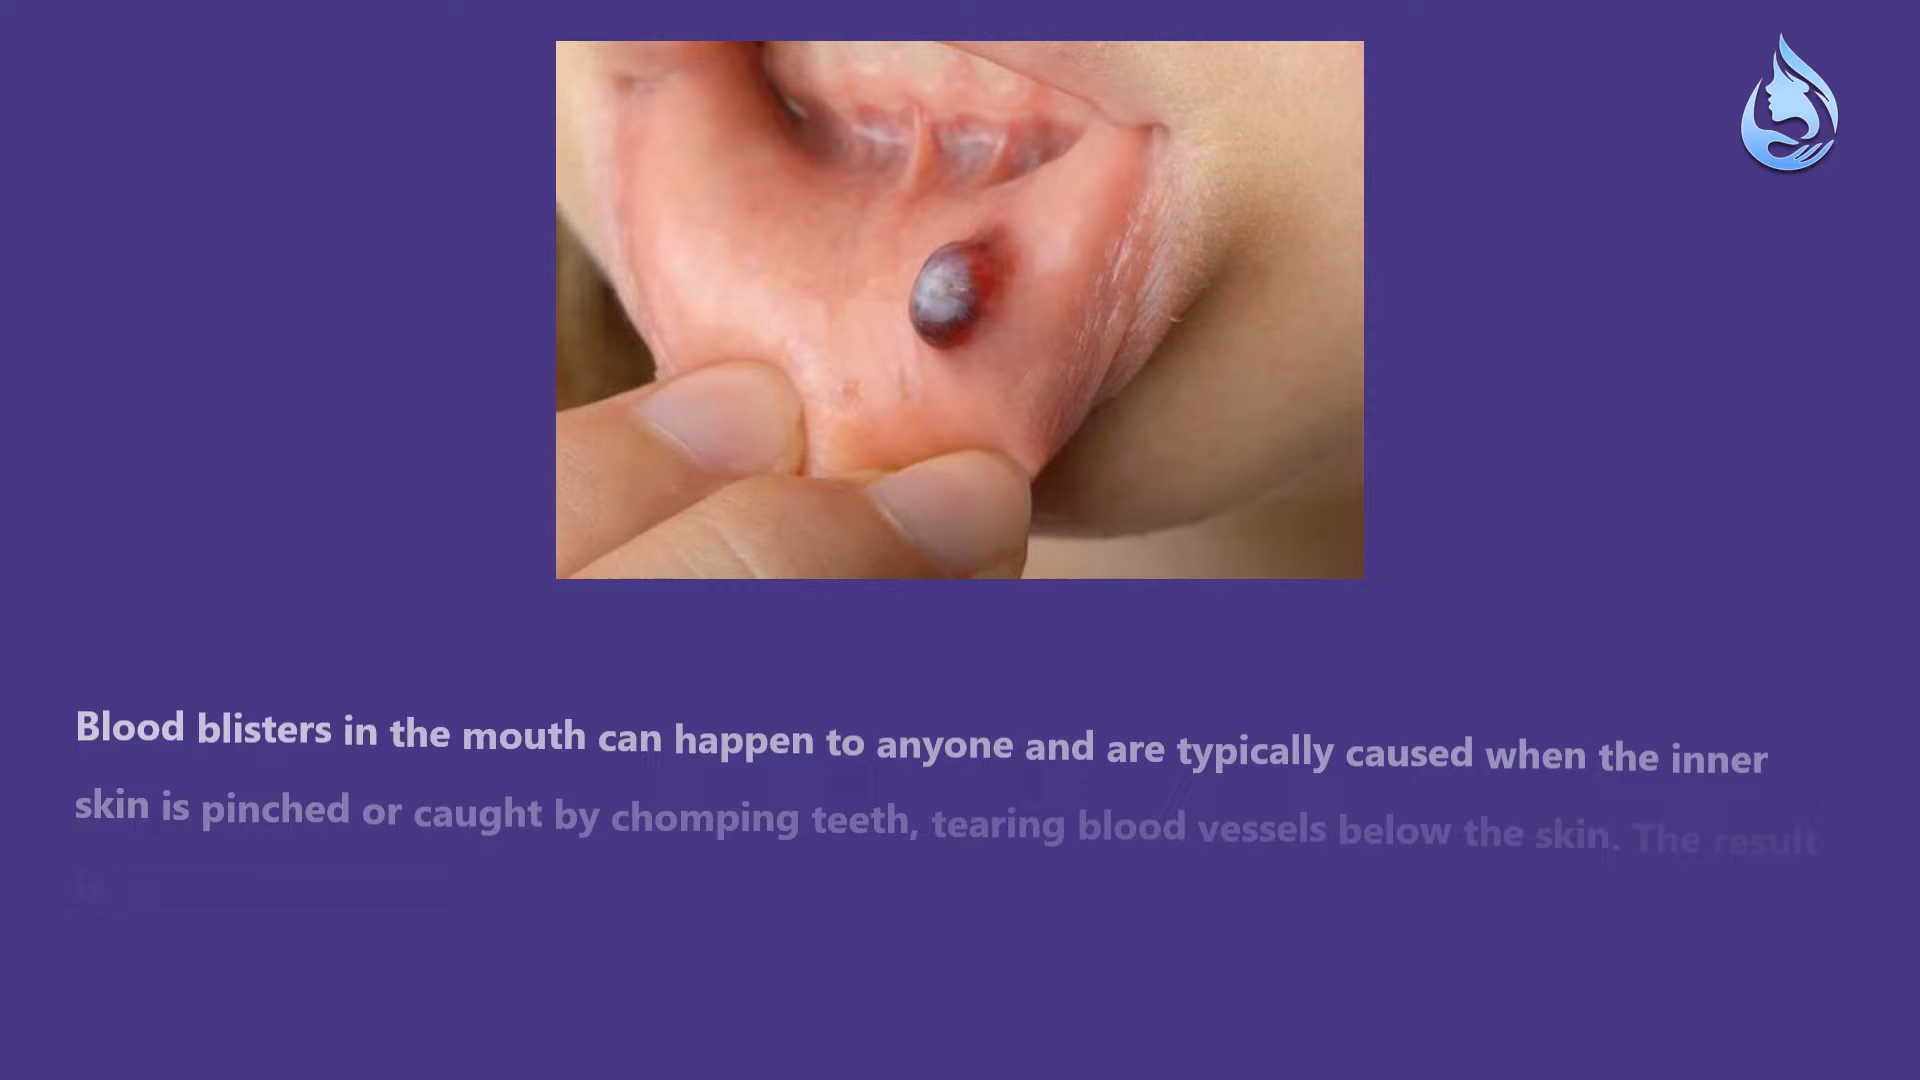 Blood blisters in the mouth can happen to anyone and are typically caused when the inner
skin is pinched or caught by chomping teeth, tearing blood vessels below the skin. The result
is